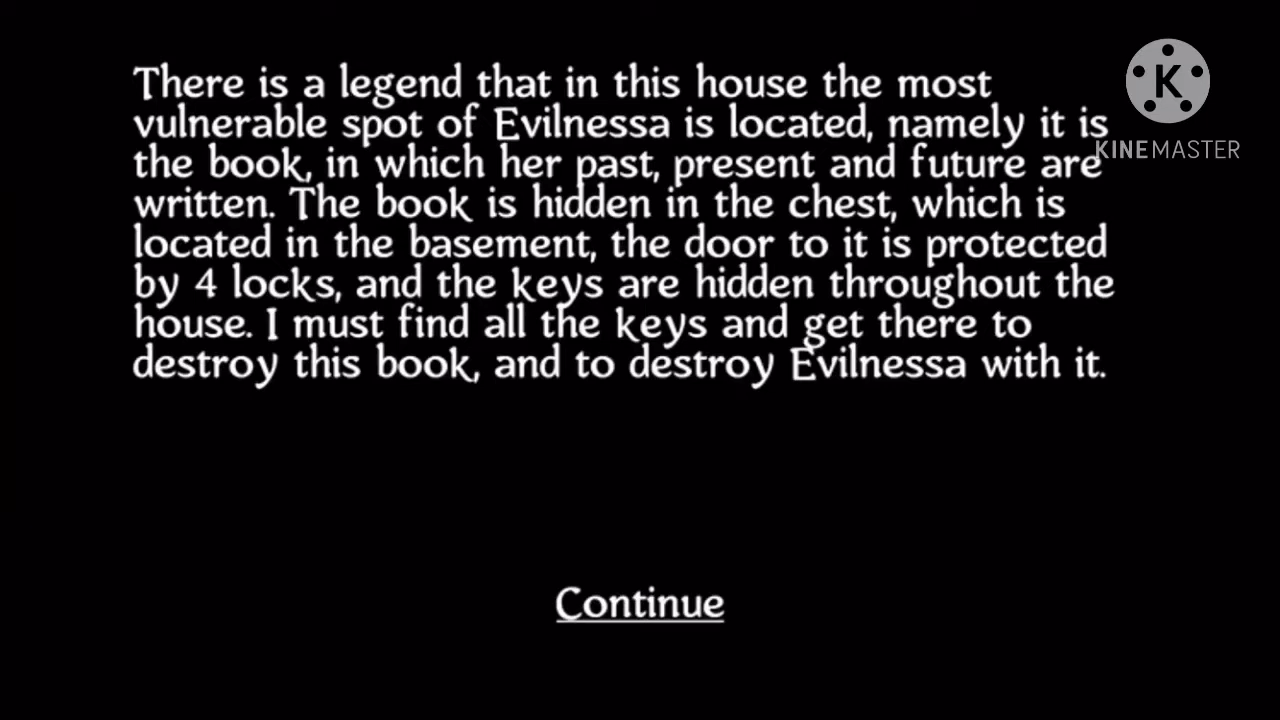 There is a legend that in this house the most
vulnerable spot of Evilnessa is located, namely it is
the book, in which her past, present and future are
written. The book is hidden in the chest, which is
located in the basement, the door to it is protected
by 4 locks, and the keys are hidden throughout the
house. I must find all the keys and get there to
destroy this book, and to destroy Evilnessa with it.
K
KINEMASTER
Continue